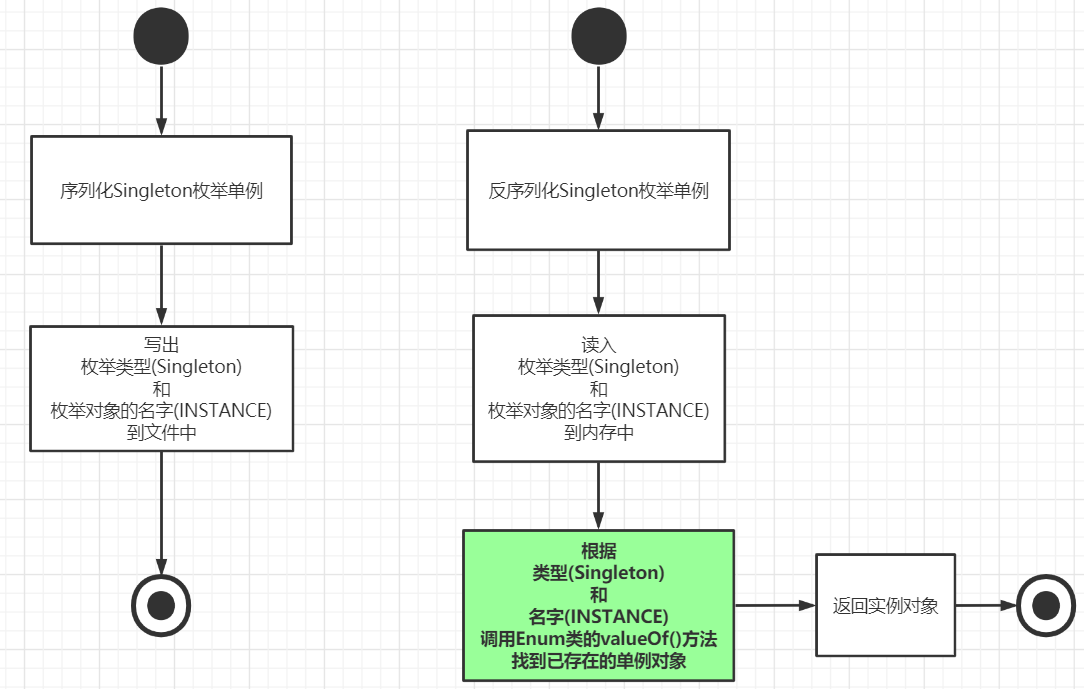 序列化Singleton枚举单例
写出
枚举类型(Singleton)
和
枚举对象的名字(INSTANCE)
到文件中
反序列化Singleton枚举单例
读入
枚举类型(Singleton)
和
枚举对象的名字(INSTANCE)
到内存中
根据
类型(Singleton)
和
名字(INSTANCE)
调用Enum类的valueOf()方法
找到已存在的单例对象
返回实例对象